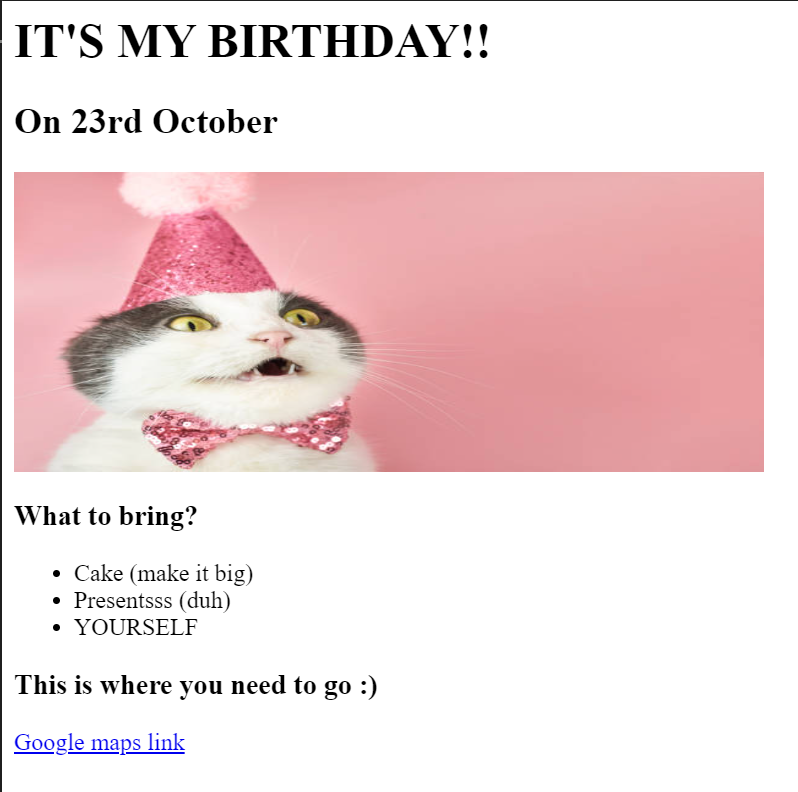 IT'S MY BIRTHDAY!!
On 23rd October
What to bring?
Cake (make it big)
Presentsss (duh)
YOURSELF
This is where you need to go :)
Google maps link